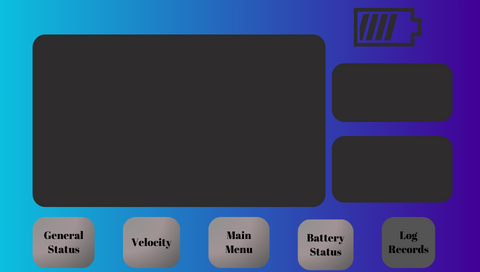 General
Status
Velocity
Main
Menu
Battery
Status
Log
Records